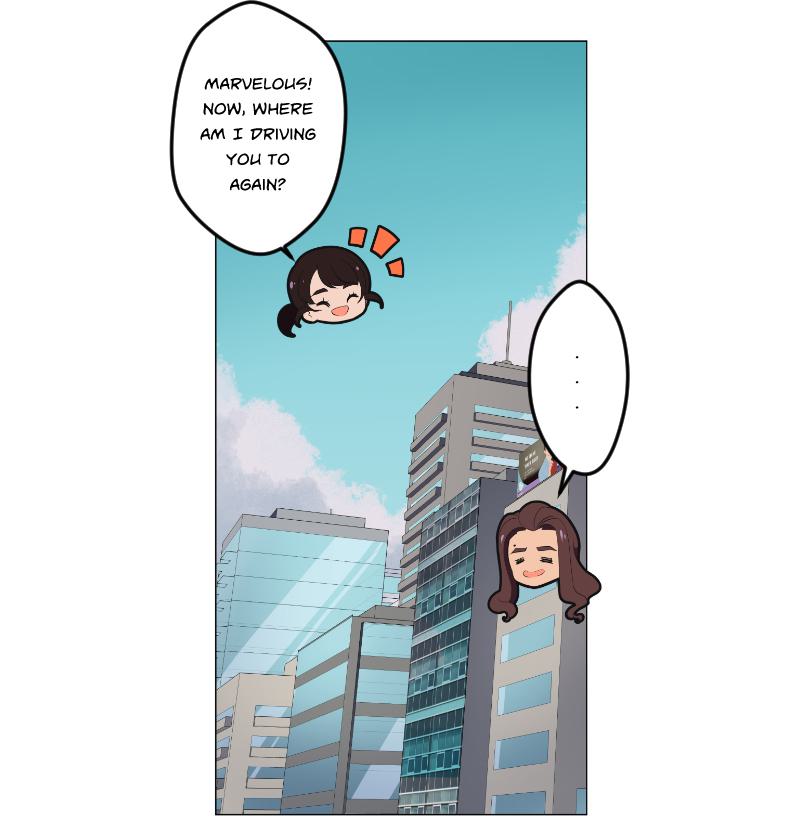 MARVELOUS!
NOW, WHERE
AM I DRIVING
YOU TO
AGAIN?
.
.
.